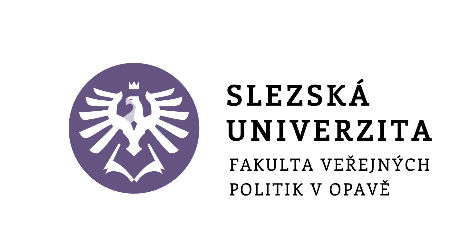 SLEZSKÁ
UNIVERZITA
FAKULTA VEŘEJNÝCH
POLITIK V OPAVĚ